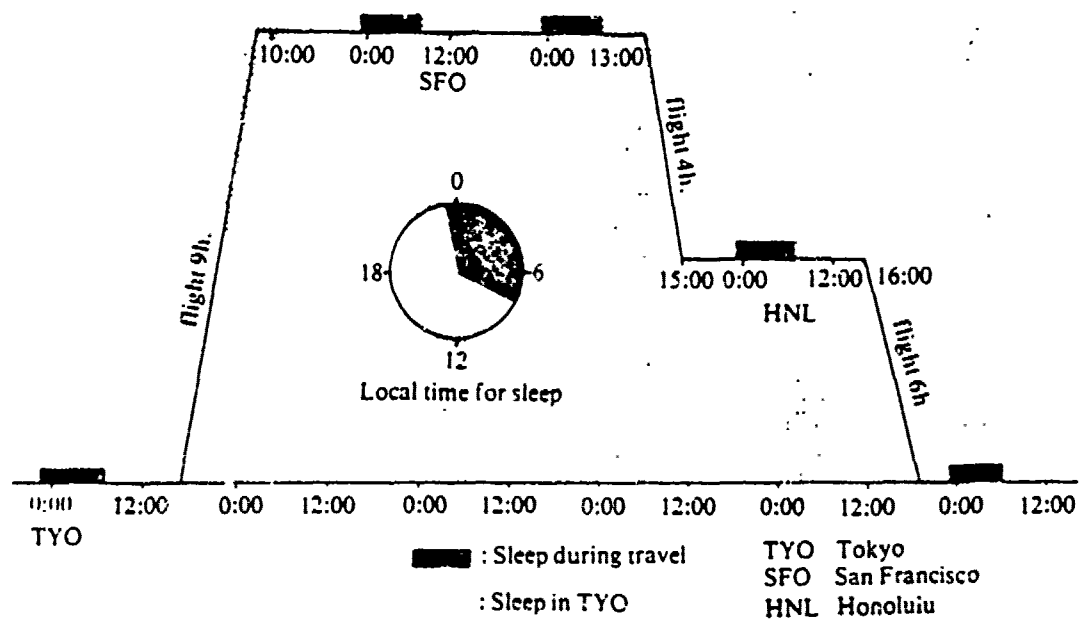 10:00 0:00 12:00 0:00 13:00
SFO
flight 4h.
flight 9h.
0
18 6
12
Local time for sleep
15:00 0:00 12:00 16:00
HNL
flight 6h
0:00 12:00 0:00 12:00 0:00 12:00 0:00 12:00 0:00 12:00 0:00 12:00
TYO
: Sleep during travel
: Sleep in TYO
TYO Tokyo
SFO San Francisco
HNL Honoluiu